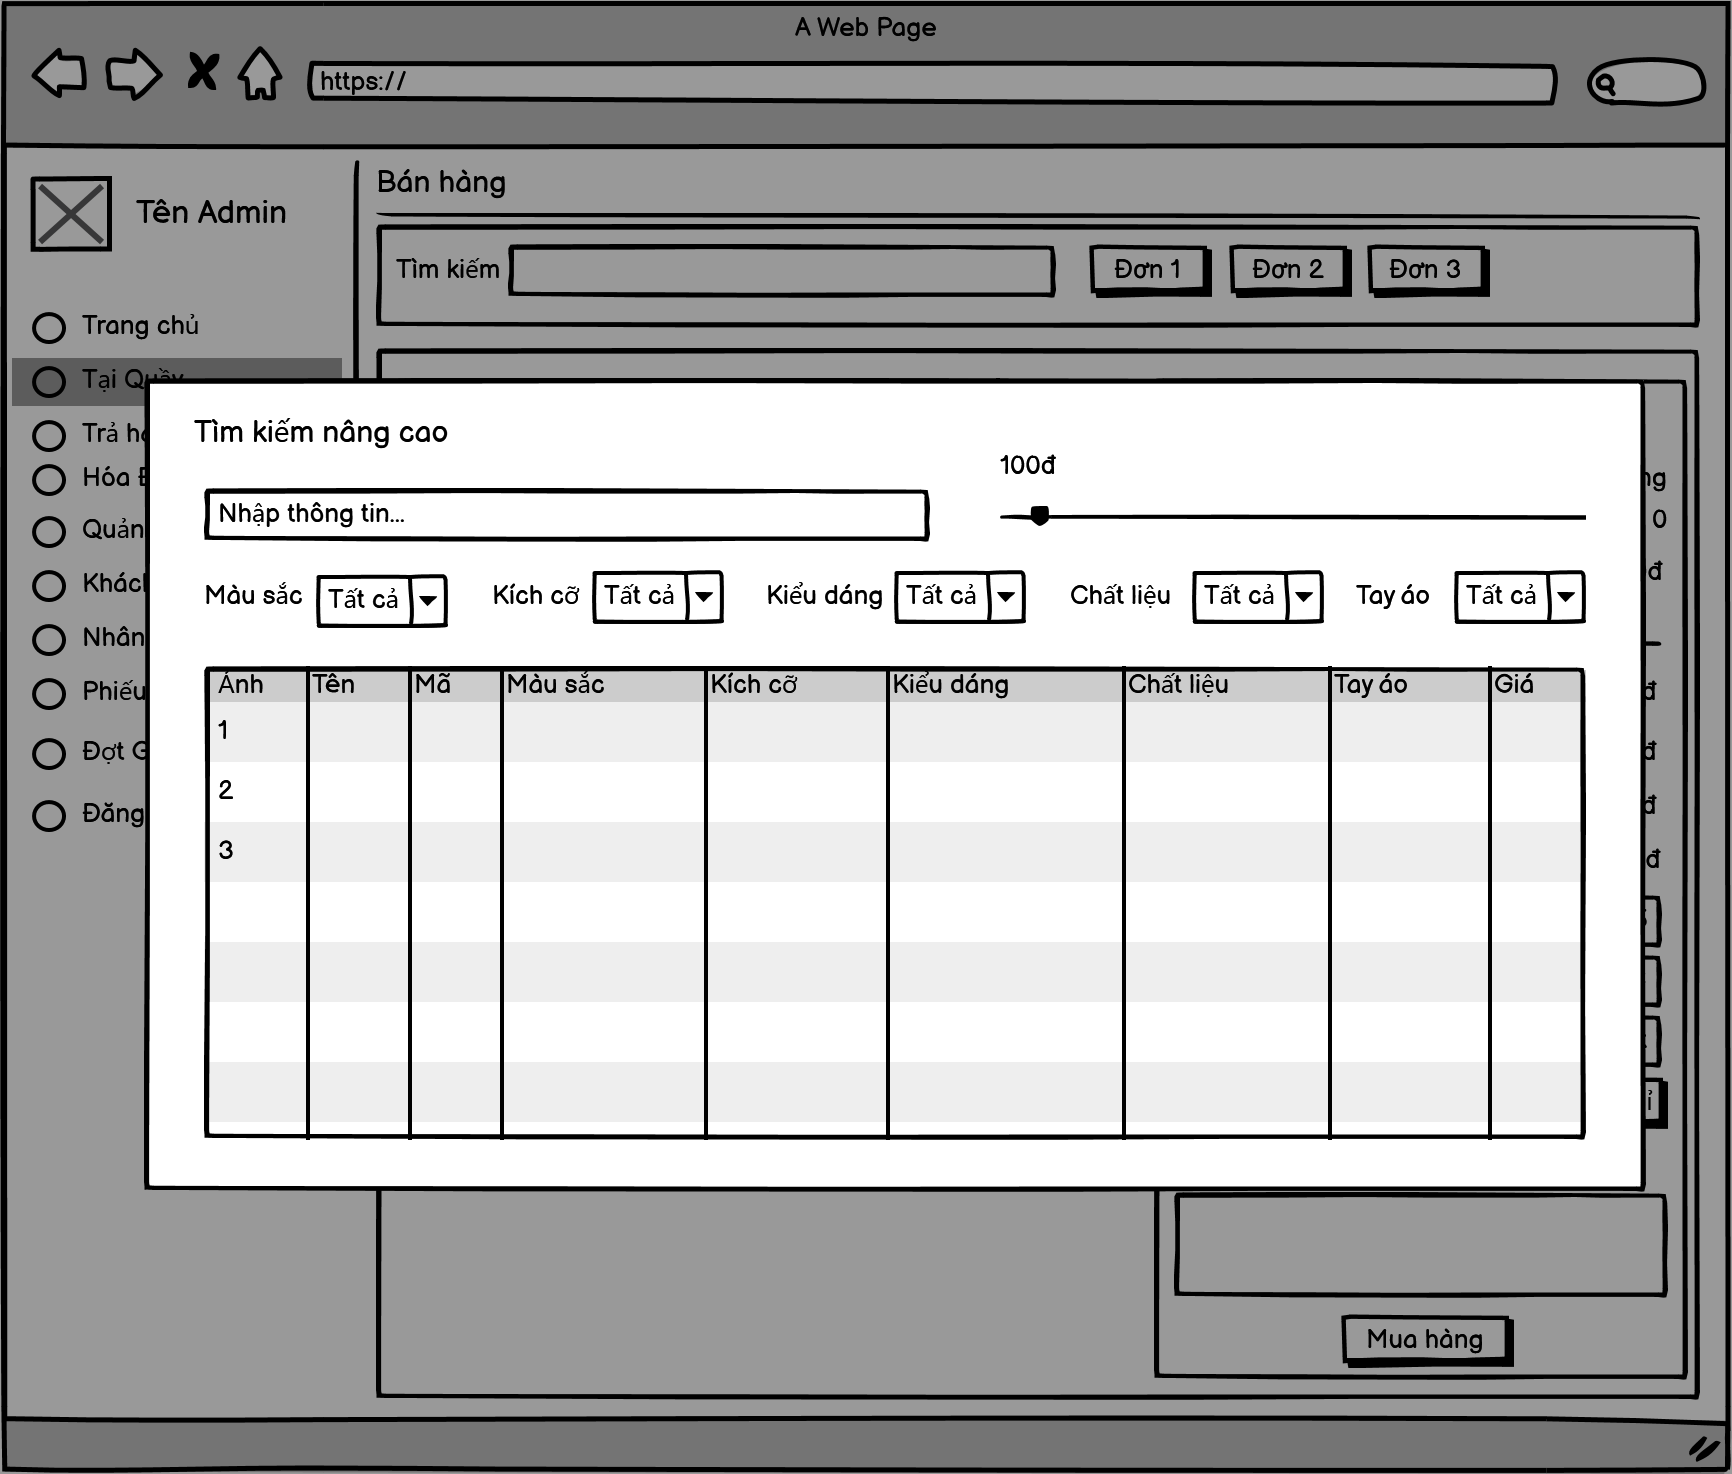 A Web Page
https://
Tên Admin
Bán hàng
Tìm kiếm
Đơn 1
Đơn 2
Đơn 3
Trang chủ
Tại Quầy
Trả
Hóa
Quản
Khách
Nhân
Phiếu
Đợt
Đăng
Tìm kiếm nâng cao
100đ
Nhập thông tin...
Màu sắc Tất cả Kích cỡ Tất cả Kiểu dáng Tất cả Chất liệu Tất cả Tay áo Tất cả
Ảnh Tên Mã Màu sắc Kích cỡ Kiểu dáng Chất liệu Tay áo Giá
1
2
3
0
đ
đ
đ
đ
đ
Mua hàng